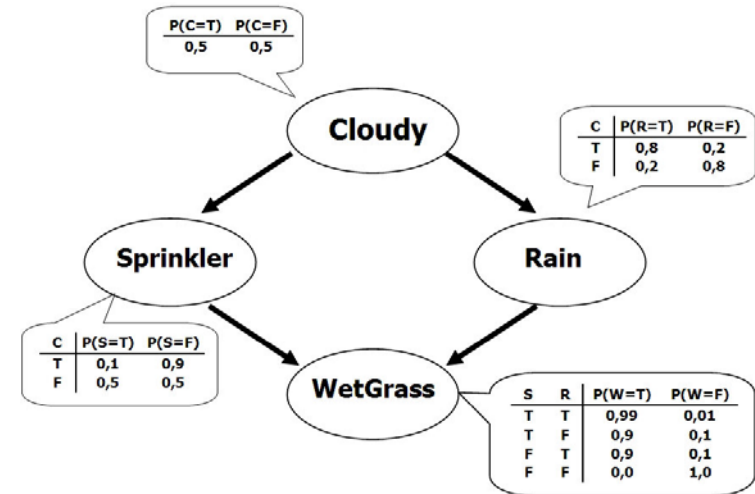 P(C=T) P(C=F)
0,5 0,5
Cloudy
C P(R=T) P(R=F)
T 0,8 0,2
F 0,2 0,8
Sprinkler
Rain
C P(S=T) P(S=F)
T 0,1 0,9
F 0,5 0,5
WetGrass
S R P(W=T) P(W=F)
T T 0,99 0,01
T F 0,9 0,1
F T 0,9 0,1
F F 0,0 1,0